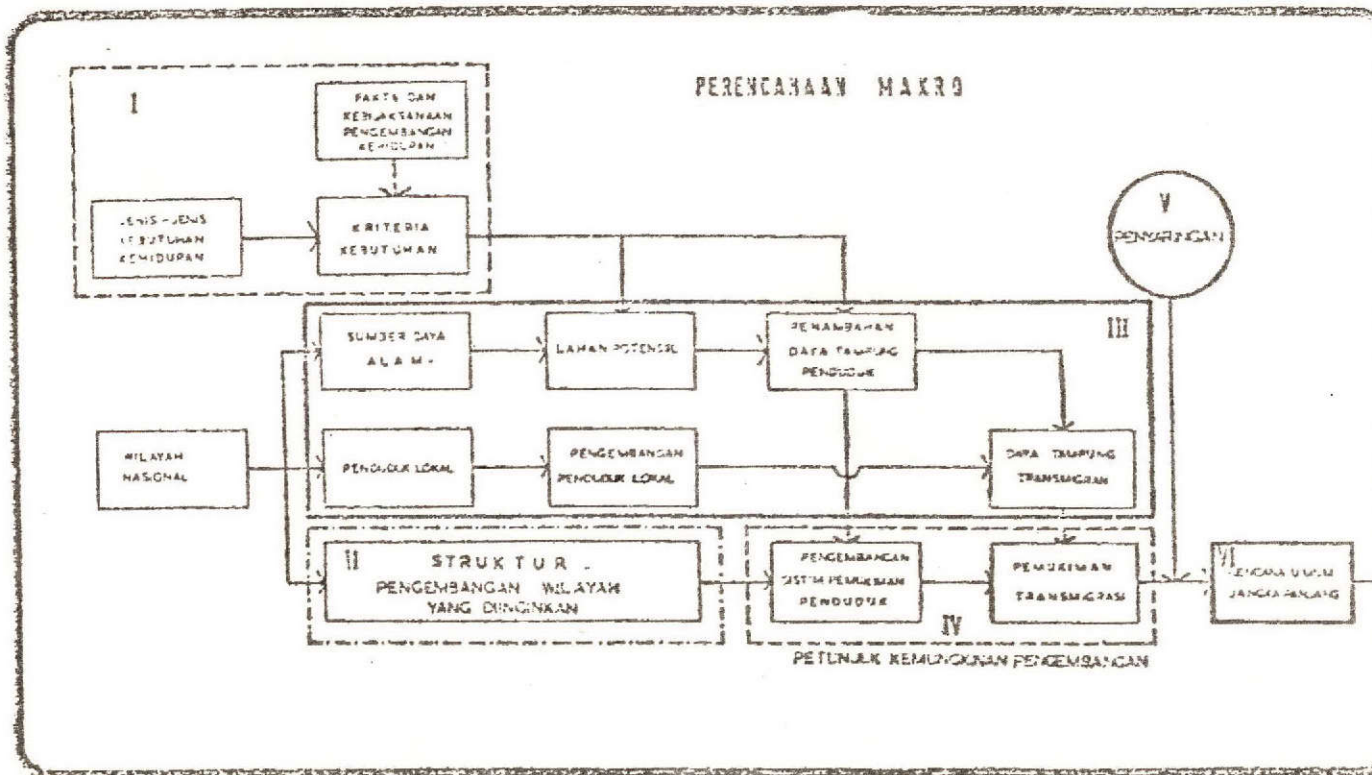 PERENCANAAN MAKRO
I
FAKTA DAN
KEBIJAKSANAAN
PENGEMBANGAN
KEHIDUPAN
JENIS-JENIS
KEBUTUHAN
KEHIDUPAN
KRITERIA
KEBUTUHAN
V
PENYARINGAN
III
SUMBER DAYA
ALAM
LAHAN POTENSIL
PENAMBAHAN
DAYA TAMPUNG
PENDUDUK
WILAYAH
NASIONAL
PENDUDUK LOKAL
PENGEMBANGAN
PENDUDUK LOKAL
DAYA TAMPUNG
TRANSMIGRAN
II
STRUKTUR
PENGEMBANGAN WILAYAH
YANG DIINGINKAN
PENGEMBANGAN
SISTIM PEMUKIMAN
PENDUDUK
PEMUKIMAN
TRANSMIGRASI
IV
VI
RENCANA UMUM
JANGKA PANJANG
PETUNJUK KEMUNGKINAN PENGEMBANGAN